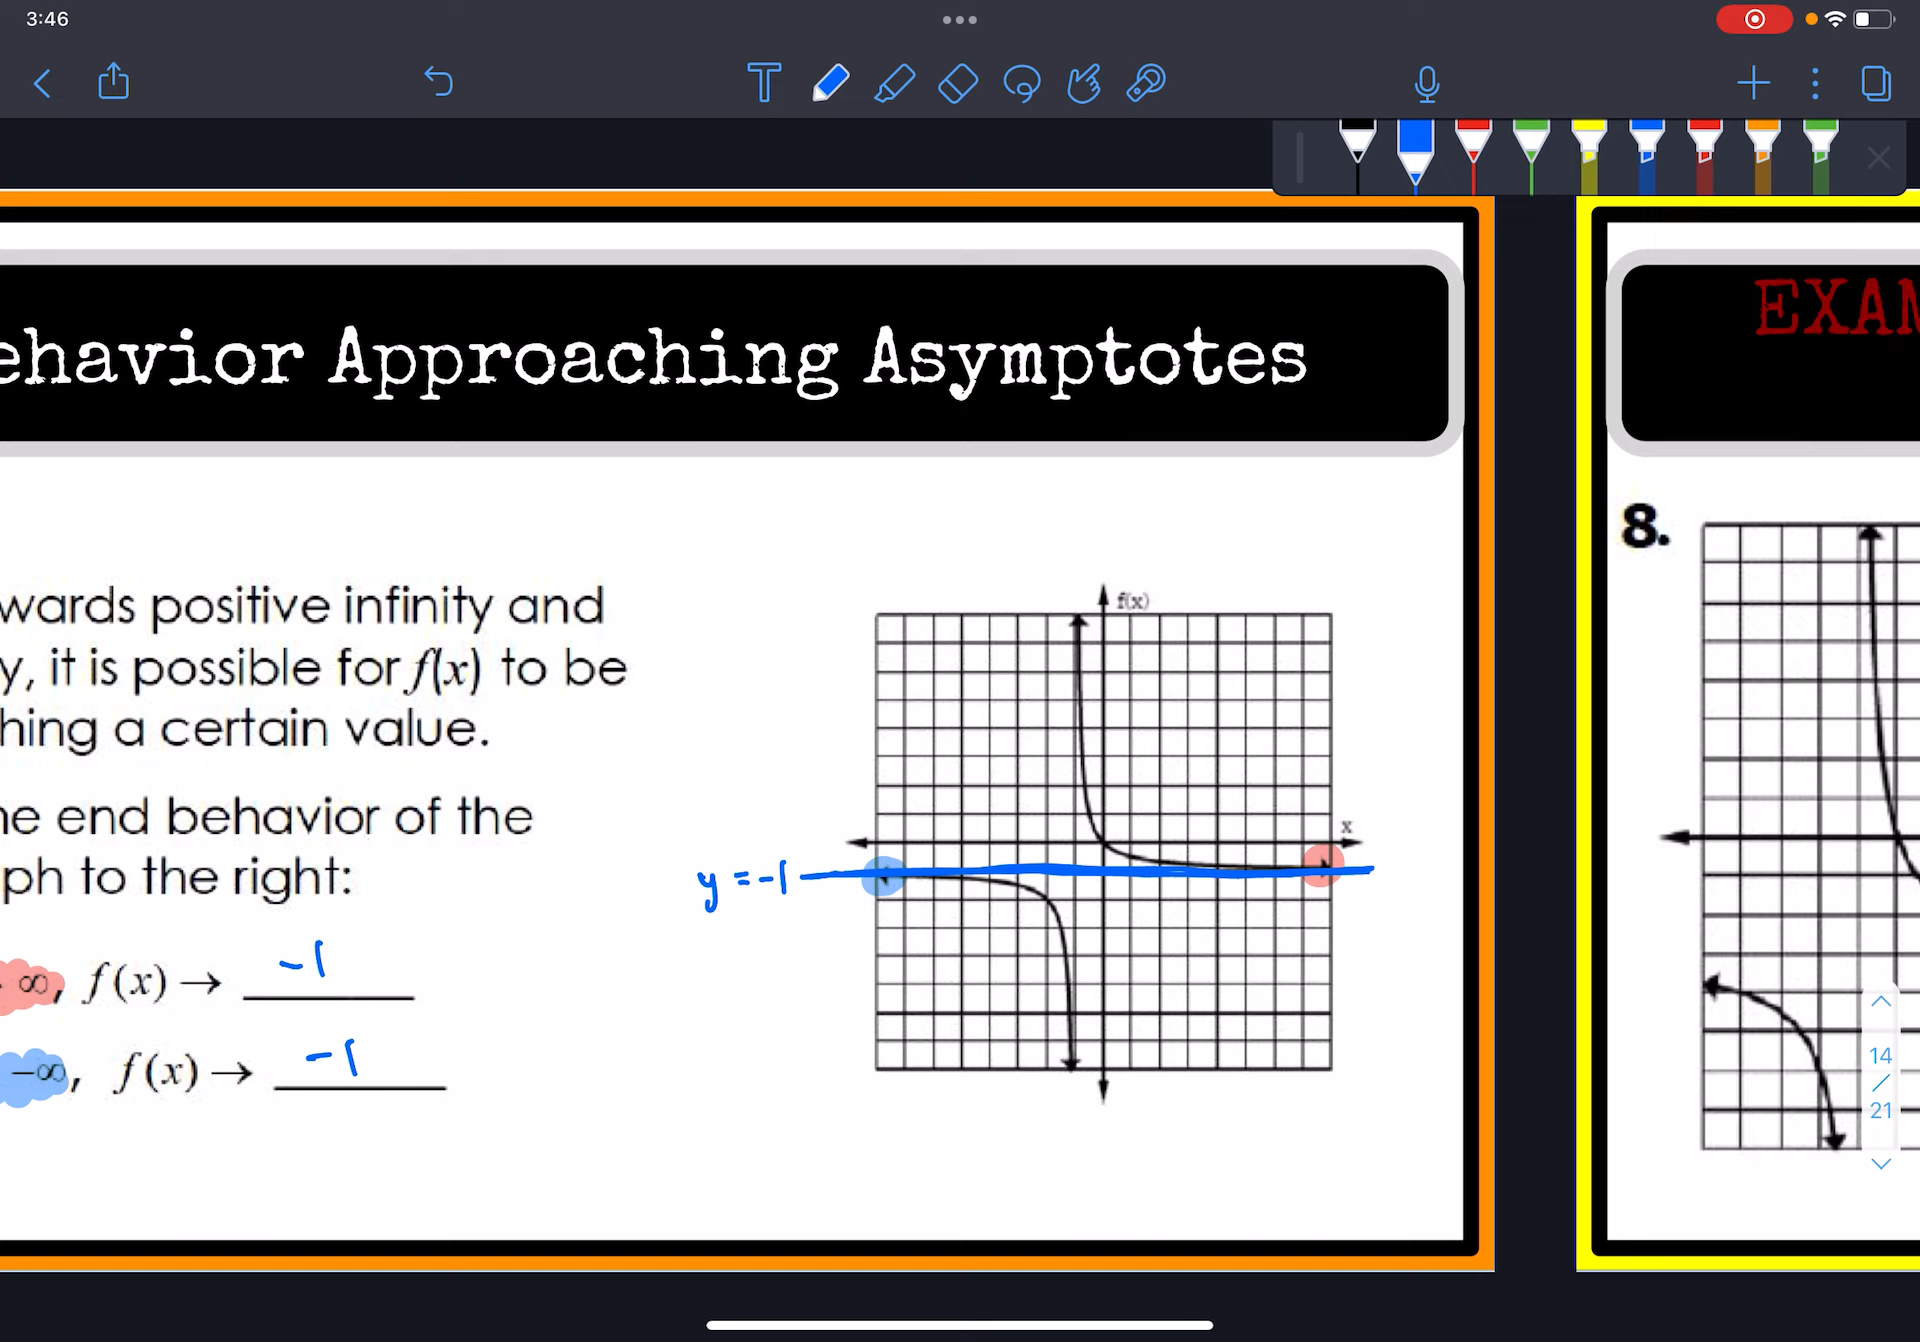 3:46
ehavior Approaching Asymptotes
EXAM
8.
wards positive infinity and
y, it is possible for f(x) to be
hing a certain value.
ne end behavior of the
ph to the right:
∞, f(x) → -1
-∞, f(x) → -1
f(x)
x
y = -1
14
/
21